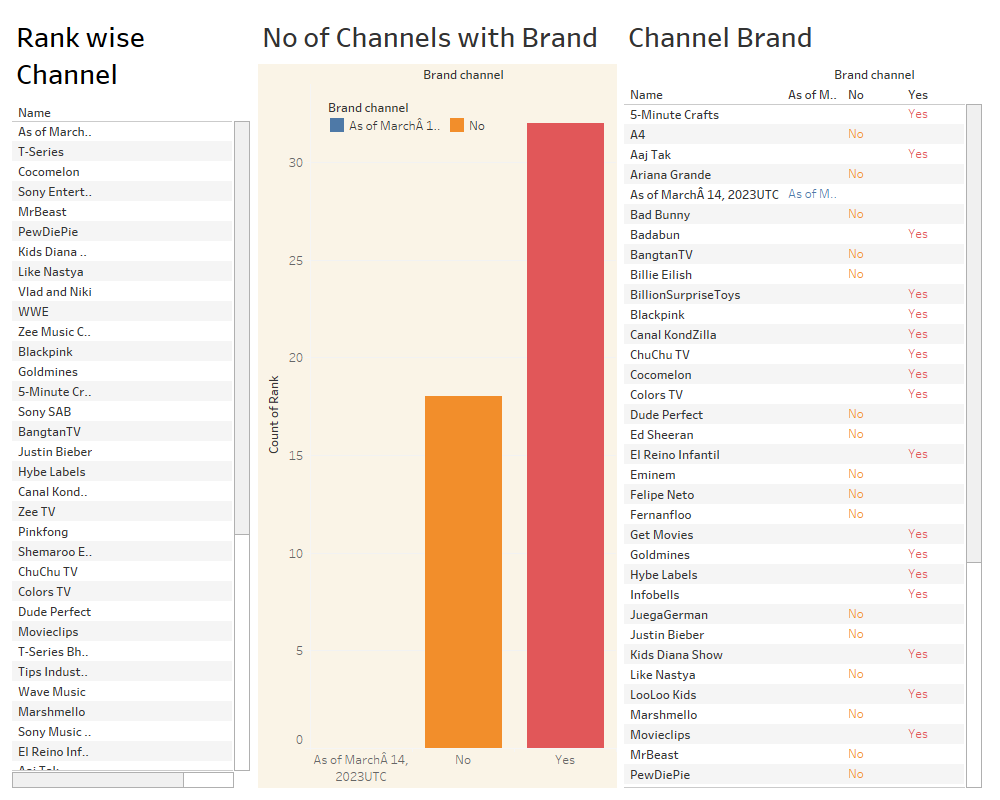 Rank wise
Channel
Name
As of March..
T-Series
Cocomelon
Sony Entert..
MrBeast
PewDiePie
Kids Diana ..
Like Nastya
Vlad and Niki
WWE
Zee Music C..
Blackpink
Goldmines
5-Minute Cr..
Sony SAB
BangtanTV
Justin Bieber
Hybe Labels
Canal Kond..
Zee TV
Pinkfong
Shemaroo E..
ChuChu TV
Colors TV
Dude Perfect
Movieclips
T-Series Bh..
Tips Indust..
Wave Music
Marshmello
Sony Music ..
El Reino Inf..
Aaj Tak
No of Channels with Brand
Brand channel
Brand channel
As of MarchÂ 1.. No
30
25
20
15
10
5
0
Count of Rank
As of MarchÂ 14,
2023UTC
No
Yes
Channel Brand
Brand channel
Name As of M.. No Yes
5-Minute Crafts Yes
A4 No
Aaj Tak Yes
Ariana Grande No
As of MarchÂ 14, 2023UTC As of M..
Bad Bunny No
Badabun Yes
BangtanTV No
Billie Eilish No
BillionSurpriseToys Yes
Blackpink Yes
Canal KondZilla Yes
ChuChu TV Yes
Cocomelon Yes
Colors TV Yes
Dude Perfect No
Ed Sheeran No
El Reino Infantil Yes
Eminem No
Felipe Neto No
Fernanfloo No
Get Movies Yes
Goldmines Yes
Hybe Labels Yes
Infobells Yes
JuegaGerman No
Justin Bieber No
Kids Diana Show Yes
Like Nastya No
LooLoo Kids Yes
Marshmello No
Movieclips Yes
MrBeast No
PewDiePie No